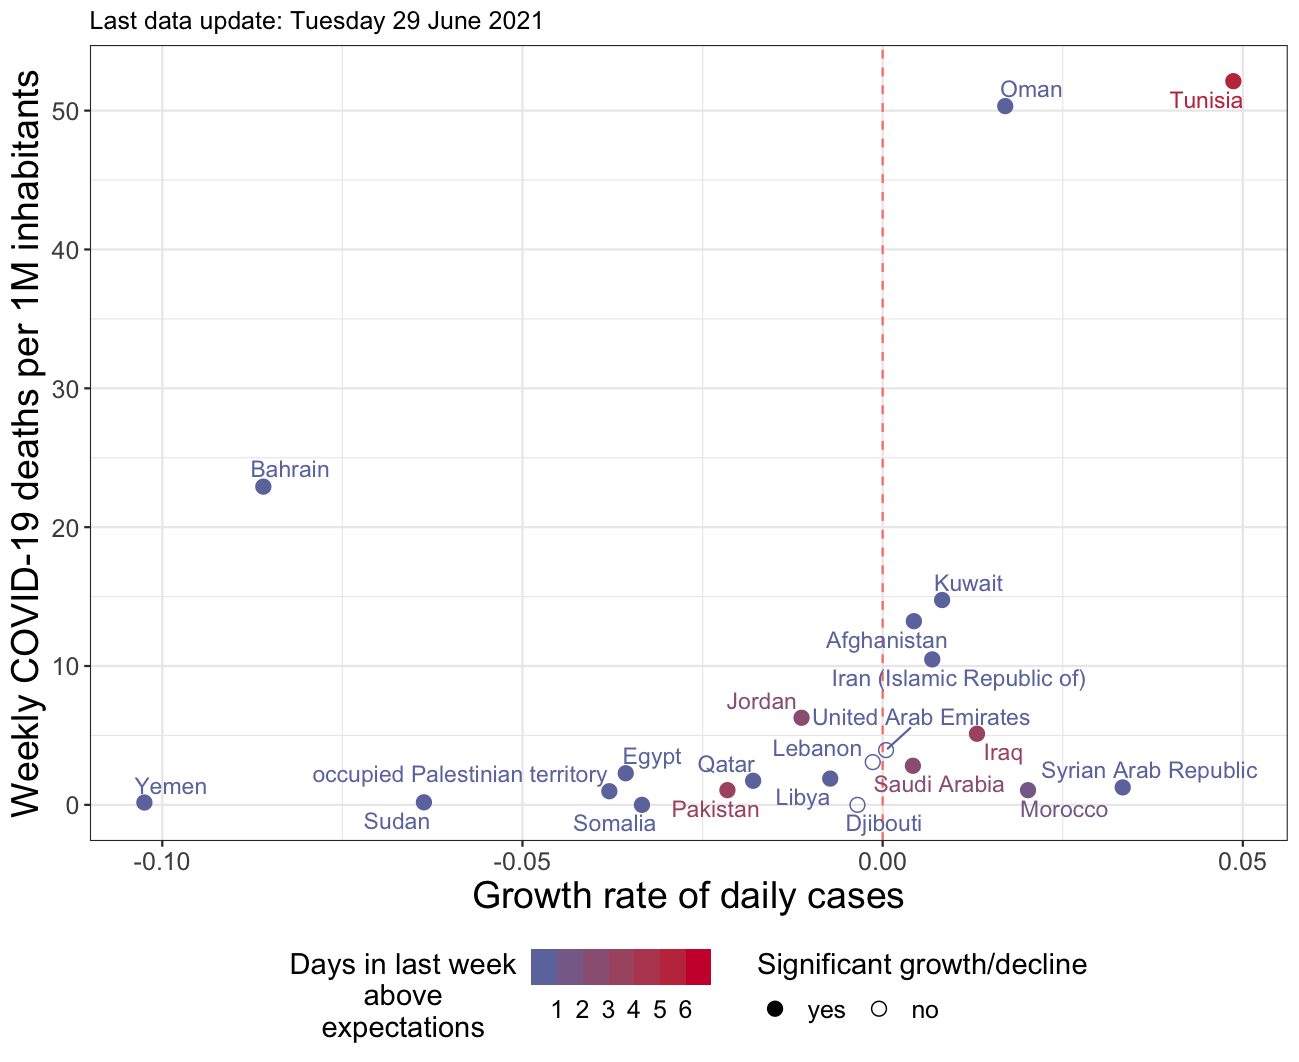 Last data update: Tuesday 29 June 2021
Weekly COVID-19 deaths per 1M inhabitants
50
40
30
20
10
0
Oman
Tunisia
Bahrain
Kuwait
Afghanistan
Iran (Islamic Republic of)
Jordan
United Arab Emirates
Lebanon
Iraq
Egypt
Qatar
Syrian Arab Republic
occupied Palestinian territory
Yemen
Saudi Arabia
Libya
Pakistan
Morocco
Sudan
Somalia
Djibouti
-0.10
-0.05
0.00
0.05
Growth rate of daily cases
Days in last week
above
expectations
1 2 3 4 5 6
Significant growth/decline
yes
no